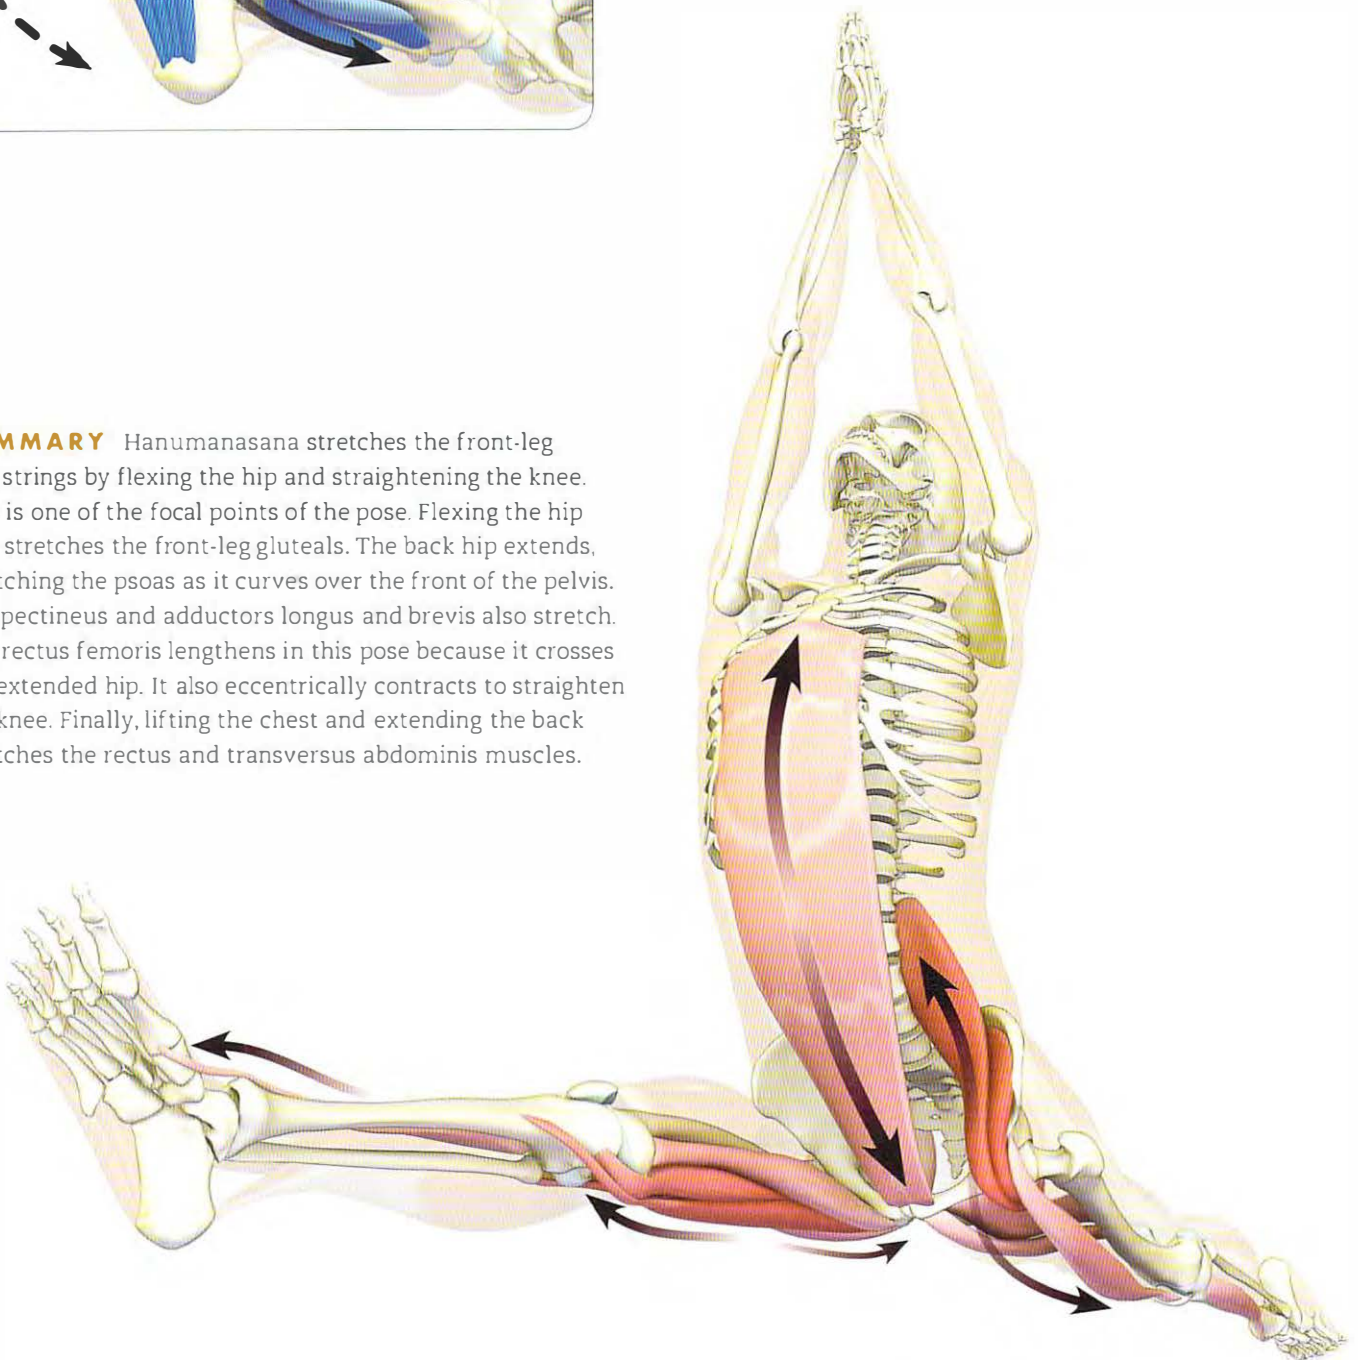 MMARY Hanumanasana stretches the front-leg
strings by flexing the hip and straightening the knee.
is one of the focal points of the pose. Flexing the hip
stretches the front-leg gluteals. The back hip extends,
tching the psoas as it curves over the front of the pelvis.
pectineus and adductors longus and brevis also stretch.
rectus femoris lengthens in this pose because it crosses
extended hip. It also eccentrically contracts to straighten
knee. Finally, lifting the chest and extending the back
tches the rectus and transversus abdominis muscles.